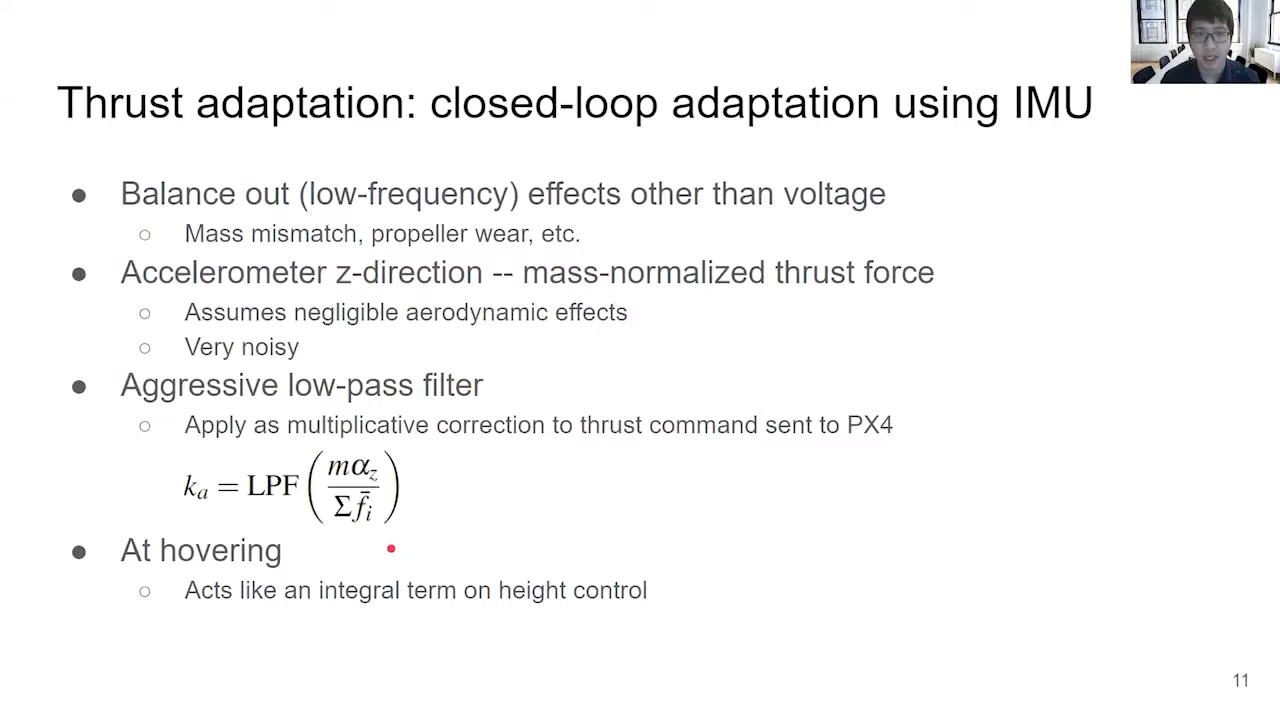 Thrust adaptation: closed-loop adaptation using IMU
● Balance out (low-frequency) effects other than voltage
○ Mass mismatch, propeller wear, etc.
● Accelerometer z-direction -- mass-normalized thrust force
○ Assumes negligible aerodynamic effects
○ Very noisy
● Aggressive low-pass filter
○ Apply as multiplicative correction to thrust command sent to PX4
kₐ = LPF(mα_z / Σ f̄ᵢ)
● At hovering
○ Acts like an integral term on height control
11